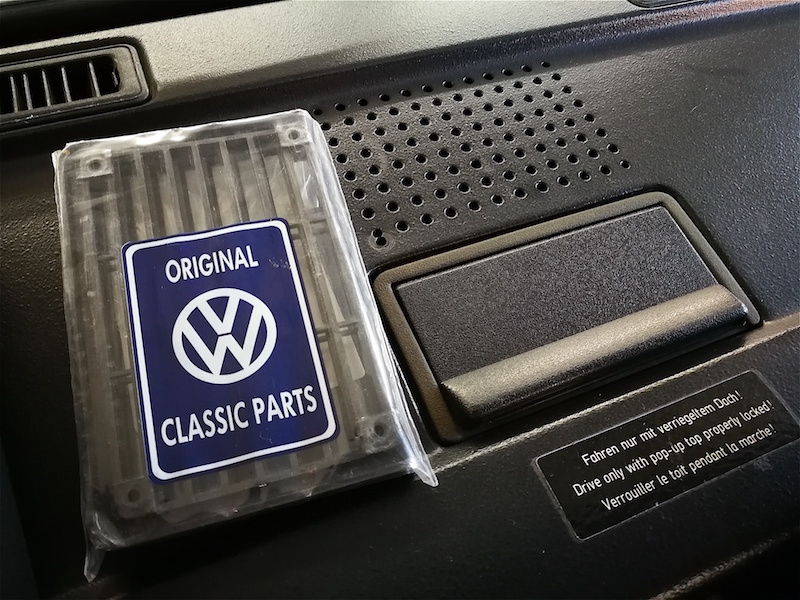 ORIGINAL
VW
CLASSIC PARTS
Fahren nur mit verriegeltem Dach!
Drive only with pop-up top properly locked!
Verrouiller le toit pendant la marche!